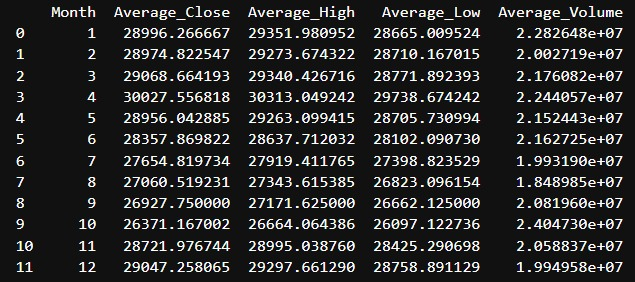 Month Average_Close Average_High Average_Low Average_Volume
0 1 28996.266667 29351.980952 28665.009524 2.282648e+07
1 2 28974.822547 29273.674322 28710.167015 2.002719e+07
2 3 29068.664193 29340.426716 28771.892393 2.176082e+07
3 4 30027.556818 30313.049242 29738.674242 2.244057e+07
4 5 28956.042885 29263.099415 28705.730994 2.152443e+07
5 6 28357.869822 28637.712032 28102.090730 2.162725e+07
6 7 27654.819734 27919.411765 27398.823529 1.993190e+07
7 8 27060.519231 27343.615385 26823.096154 1.848985e+07
8 9 26927.750000 27171.625000 26662.125000 2.081960e+07
9 10 26371.167002 26664.064386 26097.122736 2.404730e+07
10 11 28721.976744 28995.038760 28425.290698 2.058837e+07
11 12 29047.258065 29297.661290 28758.891129 1.994958e+07